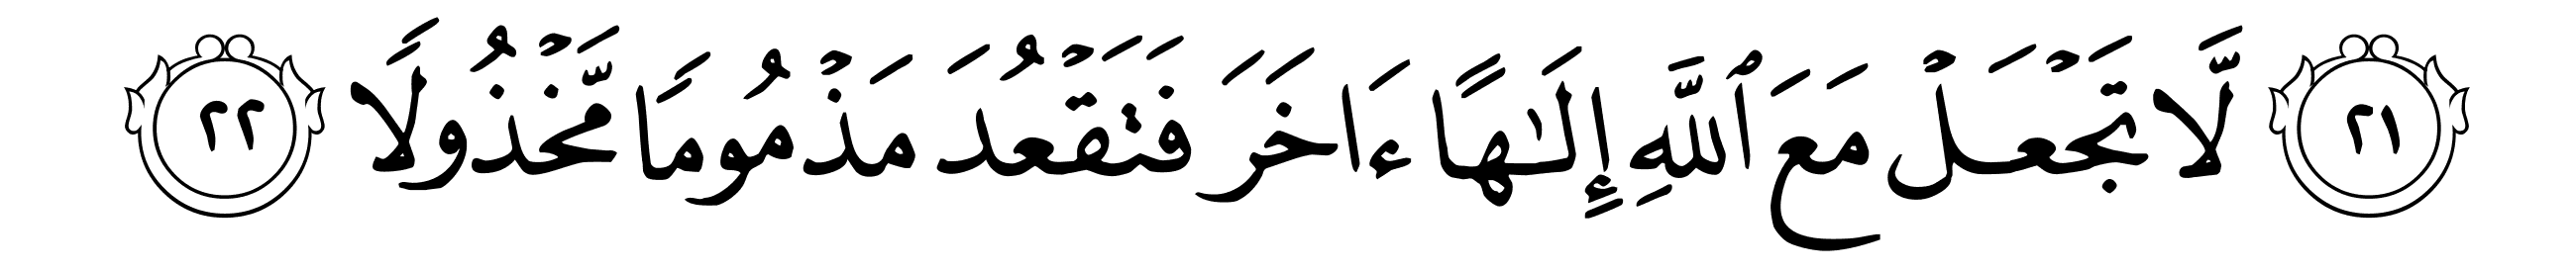 ٢١ لَّا تَجۡعَلۡ مَعَ ٱللَّهِ إِلَٰهًا ءَاخَرَ فَتَقۡعُدَ مَذۡمُومًا مَّخۡذُولًا ٢٢